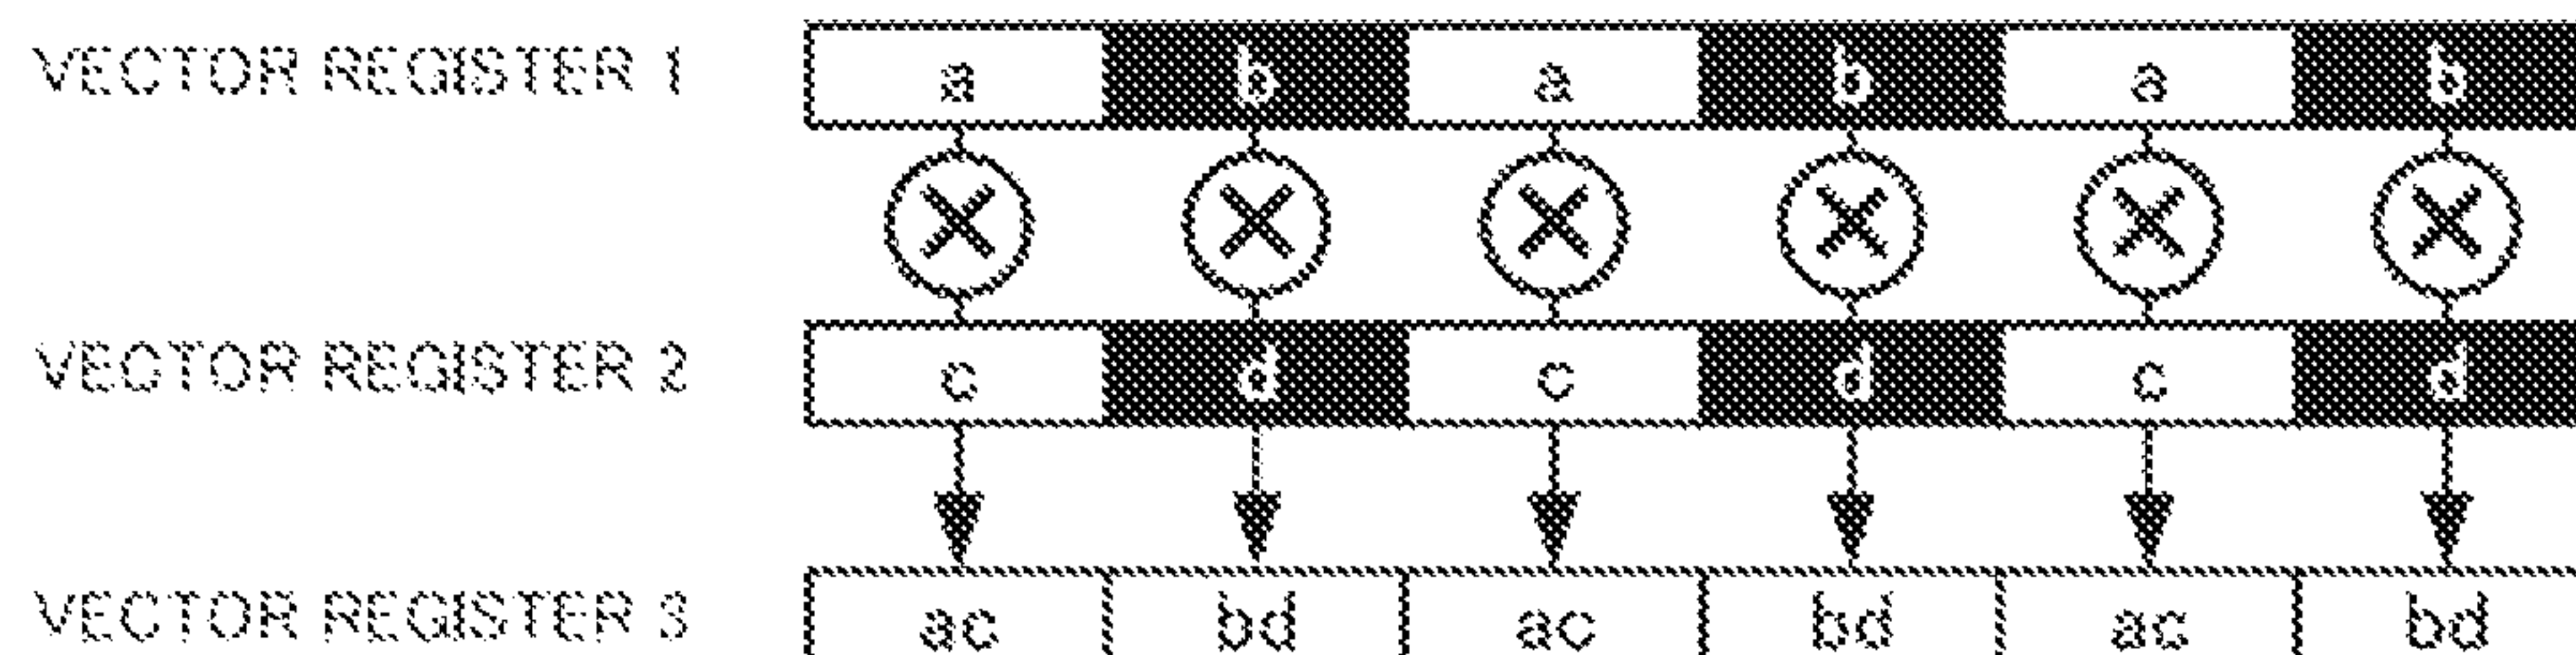 VECTOR REGISTER 1 a b a b a b
VECTOR REGISTER 2 c d c d c d
VECTOR REGISTER 3 ac bd ac bd ac bd